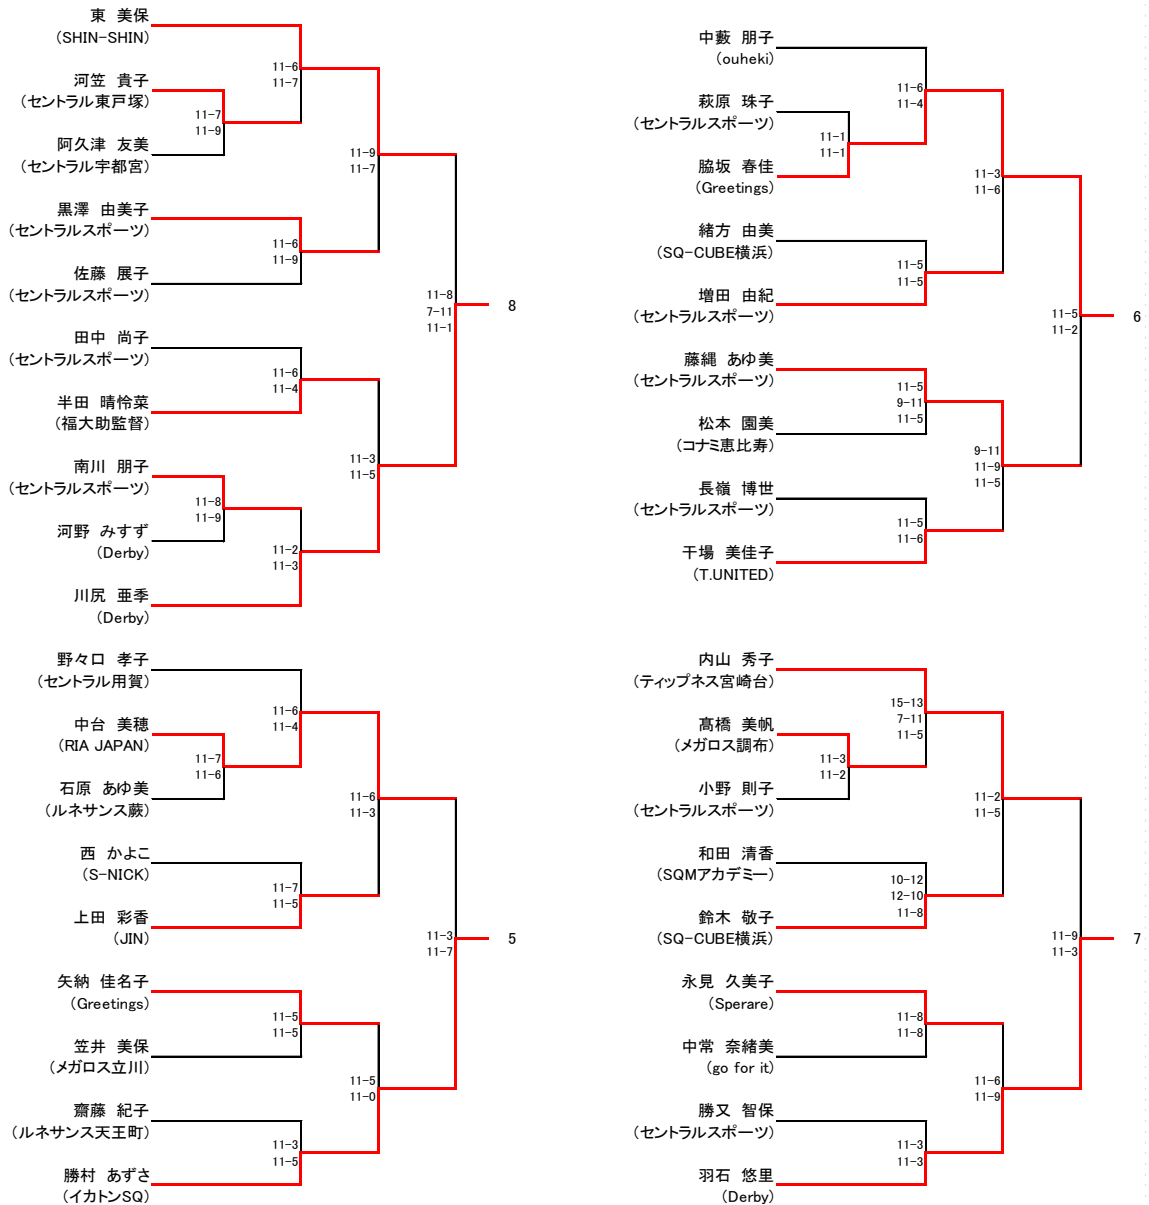 東 美保
(SHIN-SHIN)
11-6
11-7
河笠 貴子
(セントラル東戸塚)
11-7
11-9
阿久津 友美
(セントラル宇都宮)
11-9
11-7
黒澤 由美子
(セントラルスポーツ)
11-6
11-9
佐藤 展子
(セントラルスポーツ)
11-8
7-11
11-1
8
田中 尚子
(セントラルスポーツ)
11-6
11-4
半田 晴怜菜
(福大助監督)
11-3
11-5
南川 朋子
(セントラルスポーツ)
11-8
11-9
河野 みすず
(Derby)
11-2
11-3
川尻 亜季
(Derby)
中藪 朋子
(ouheki)
11-6
11-4
萩原 珠子
(セントラルスポーツ)
11-1
11-1
脇坂 春佳
(Greetings)
11-3
11-6
緒方 由美
(SQ-CUBE横浜)
11-5
11-5
増田 由紀
(セントラルスポーツ)
11-5
11-2
6
藤縄 あゆ美
(セントラルスポーツ)
11-5
9-11
11-5
松本 園美
(コナミ恵比寿)
9-11
11-9
11-5
長嶺 博世
(セントラルスポーツ)
11-5
11-6
干場 美佳子
(T.UNITED)
野々口 孝子
(セントラル用賀)
11-6
11-4
中台 美穂
(RIA JAPAN)
11-7
11-6
石原 あゆ美
(ルネサンス蕨)
11-6
11-3
西 かよこ
(S-NICK)
11-7
11-5
上田 彩香
(JIN)
11-3
11-7
5
矢納 佳名子
(Greetings)
11-5
11-5
笠井 美保
(メガロス立川)
11-5
11-0
齋藤 紀子
(ルネサンス天王町)
11-3
11-5
勝村 あずさ
(イカトンSQ)
内山 秀子
(ティップネス宮崎台)
15-13
7-11
11-5
髙橋 美帆
(メガロス調布)
11-3
11-2
小野 則子
(セントラルスポーツ)
11-2
11-5
和田 清香
(SQMアカデミー)
10-12
12-10
11-8
鈴木 敬子
(SQ-CUBE横浜)
11-9
11-3
7
永見 久美子
(Sperare)
11-8
11-8
中常 奈緒美
(go for it)
11-6
11-9
勝又 智保
(セントラルスポーツ)
11-3
11-3
羽石 悠里
(Derby)